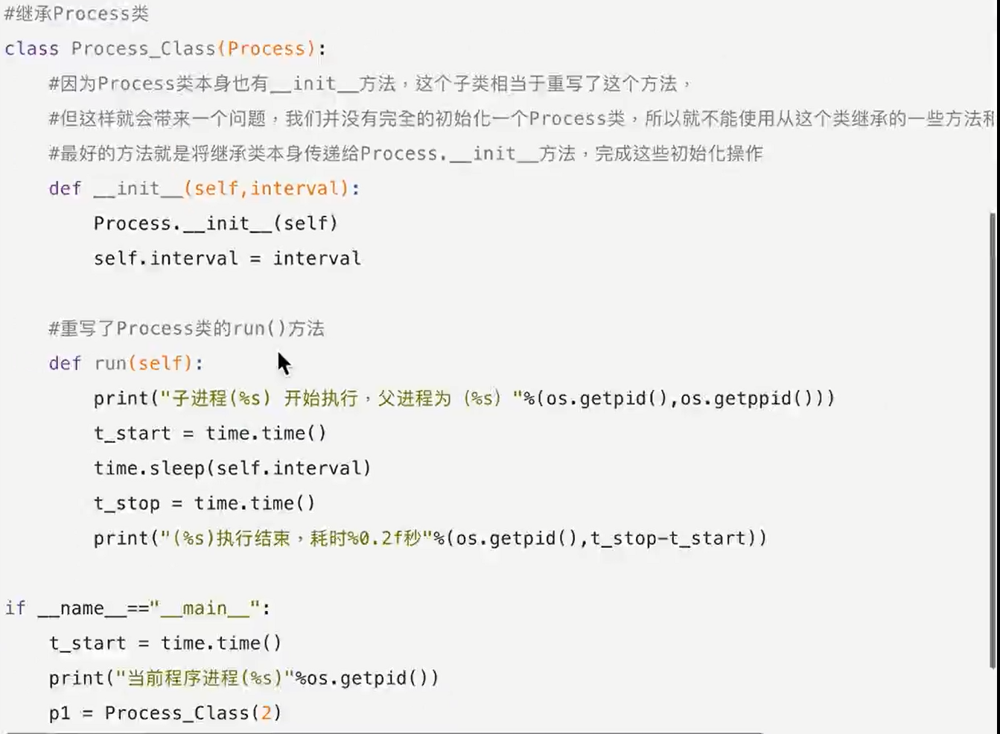 #继承Process类
class Process_Class(Process):
#因为Process类本身也有__init__方法，这个子类相当于重写了这个方法，
#但这样就会带来一个问题，我们并没有完全的初始化一个Process类，所以就不能使用从这个类继承的一些方法和
#最好的方法就是将继承类本身传递给Process.__init__方法，完成这些初始化操作
def __init__(self,interval):
Process.__init__(self)
self.interval = interval
#重写了Process类的run()方法
def run(self):
print("子进程(%s) 开始执行，父进程为 (%s) "%(os.getpid(),os.getppid()))
t_start = time.time()
time.sleep(self.interval)
t_stop = time.time()
print("(%s)执行结束，耗时%0.2f秒"%(os.getpid(),t_stop-t_start))
if __name__=="__main__":
t_start = time.time()
print("当前程序进程(%s)"%os.getpid())
p1 = Process_Class(2)